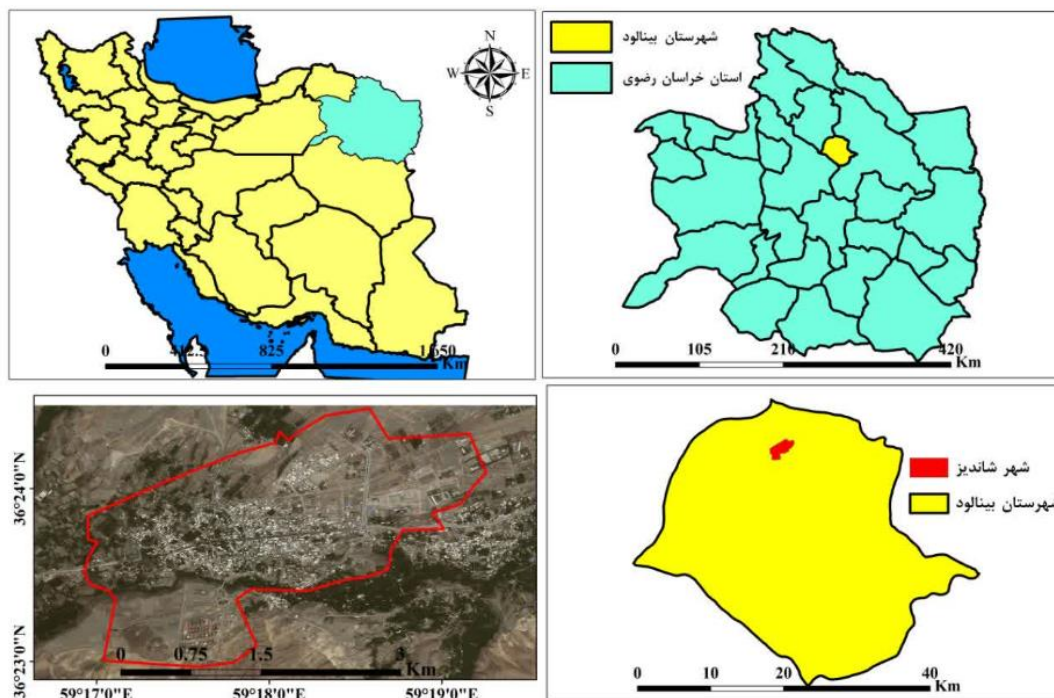 N
W E
S
0 412.5 825 1,650
Km
شهرستان بینالود
استان خراسان رضوی
0 105 210 420
Km
36°24'0"N
36°23'0"N
0 0.75 1.5 3
Km
59°17'0"E 59°18'0"E 59°19'0"E
شهر شاندیز
شهرستان بینالود
0 10 20 40
Km